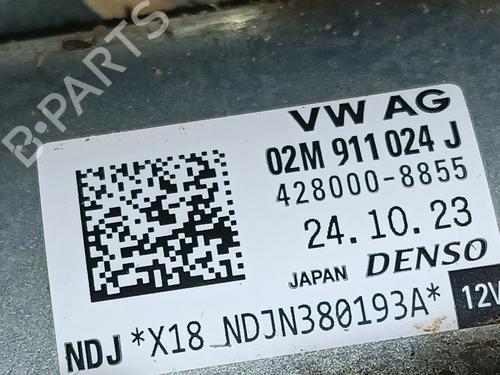 B-PARTS
VW AG
02M 911 024 J
428000-8855
24.10.23
JAPAN DENSO
NDJ *X18 NDJN380193A* 12V